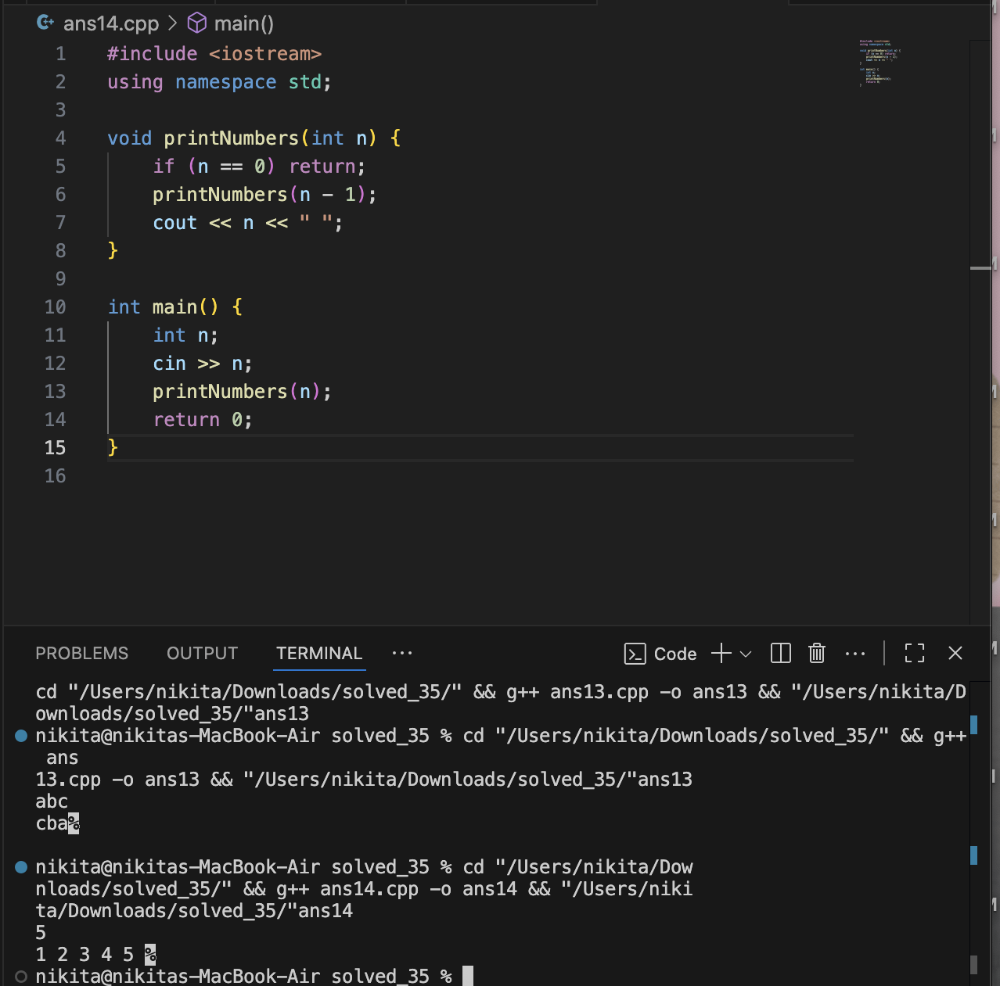 ans14.cpp > main()
1 #include <iostream>
2 using namespace std;
3
4 void printNumbers(int n) {
5     if (n == 0) return;
6     printNumbers(n - 1);
7     cout << n << " ";
8 }
9
10 int main() {
11     int n;
12     cin >> n;
13     printNumbers(n);
14     return 0;
15 }
16
PROBLEMS OUTPUT TERMINAL ··· Code
cd "/Users/nikita/Downloads/solved_35/" && g++ ans13.cpp -o ans13 && "/Users/nikita/D
ownloads/solved_35/"ans13
nikita@nikitas-MacBook-Air solved_35 % cd "/Users/nikita/Downloads/solved_35/" && g++
 ans
13.cpp -o ans13 && "/Users/nikita/Downloads/solved_35/"ans13
abc
cba%
nikita@nikitas-MacBook-Air solved_35 % cd "/Users/nikita/Dow
nloads/solved_35/" && g++ ans14.cpp -o ans14 && "/Users/niki
ta/Downloads/solved_35/"ans14
5
1 2 3 4 5 %
nikita@nikitas-MacBook-Air solved_35 %